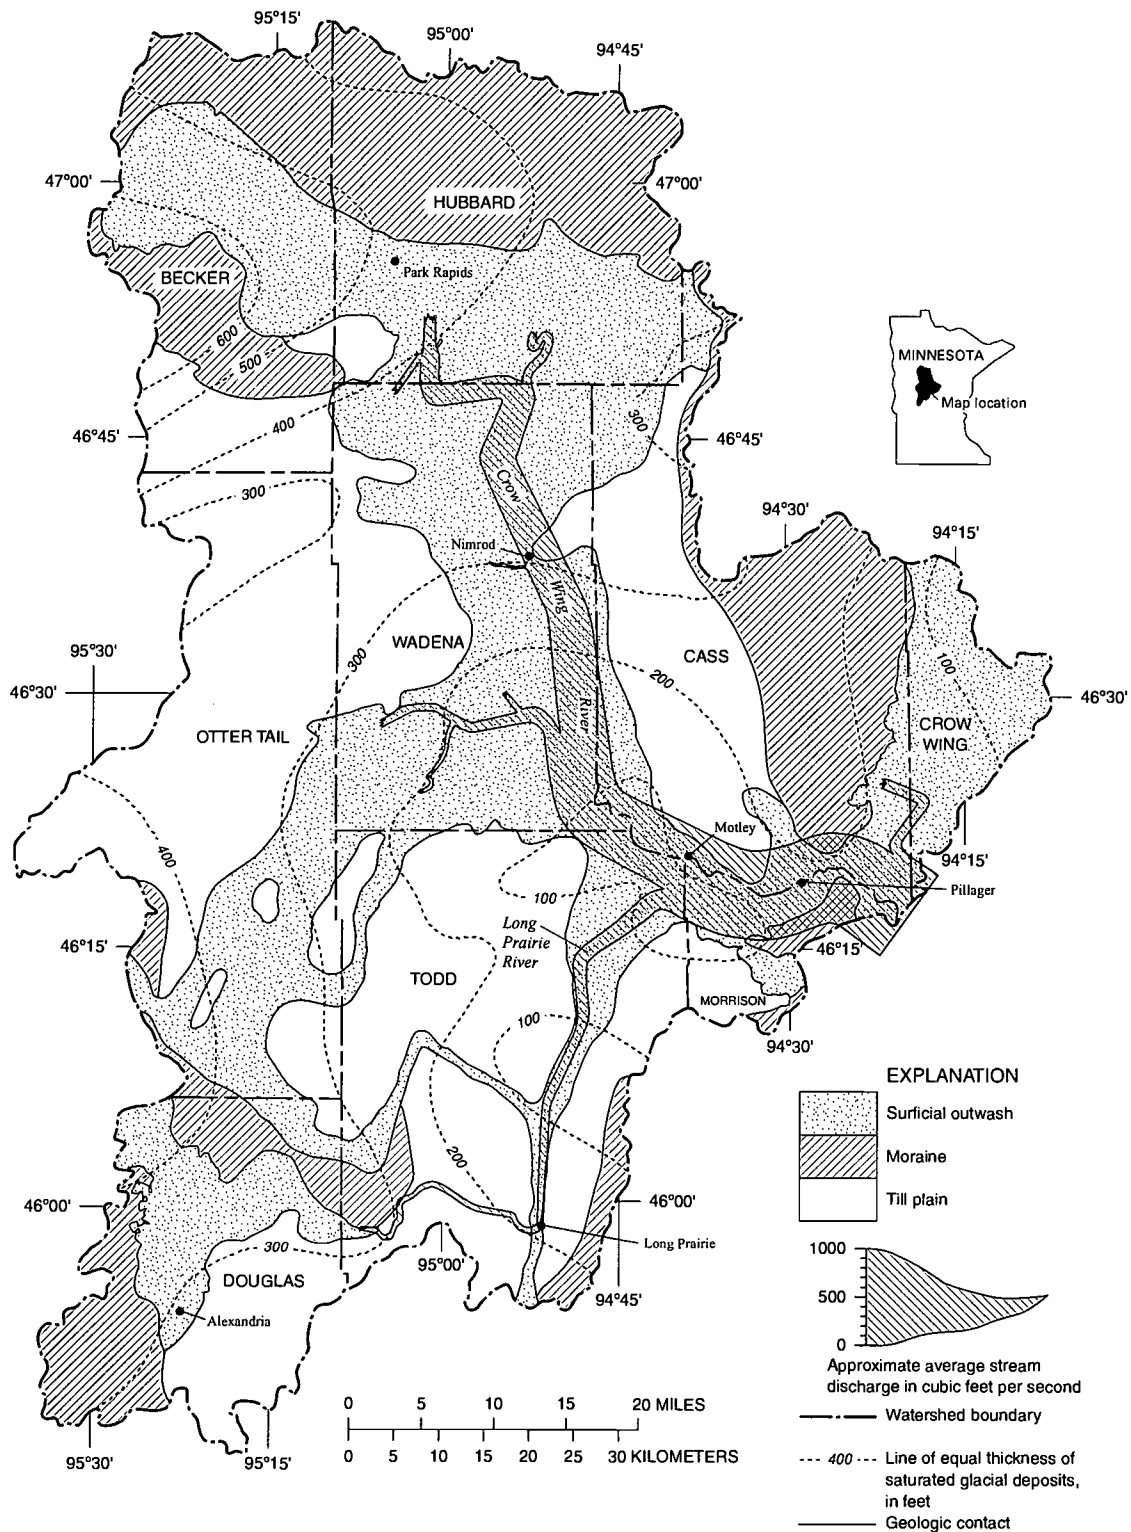 95°15'
95°00'
94°45'
47°00'
47°00'
HUBBARD
BECKER
Park Rapids
600
500
400
300
300
46°45'
46°45'
MINNESOTA
Map location
Crow
Wing
River
Nimrod
94°30'
94°15'
WADENA
CASS
100
95°30'
300
200
46°30'
46°30'
OTTER TAIL
CROW
WING
Motley
400
94°15'
Pillager
100
Long
Prairie
River
46°15'
46°15'
TODD
MORRISON
100
94°30'
EXPLANATION
Surficial outwash
Moraine
Till plain
200
46°00'
46°00'
Long Prairie
300
95°00'
DOUGLAS
94°45'
Alexandria
1000
500
0
Approximate average stream
discharge in cubic feet per second
Watershed boundary
400 Line of equal thickness of
saturated glacial deposits,
in feet
Geologic contact
0 5 10 15 20 MILES
0 5 10 15 20 25 30 KILOMETERS
95°30'
95°15'